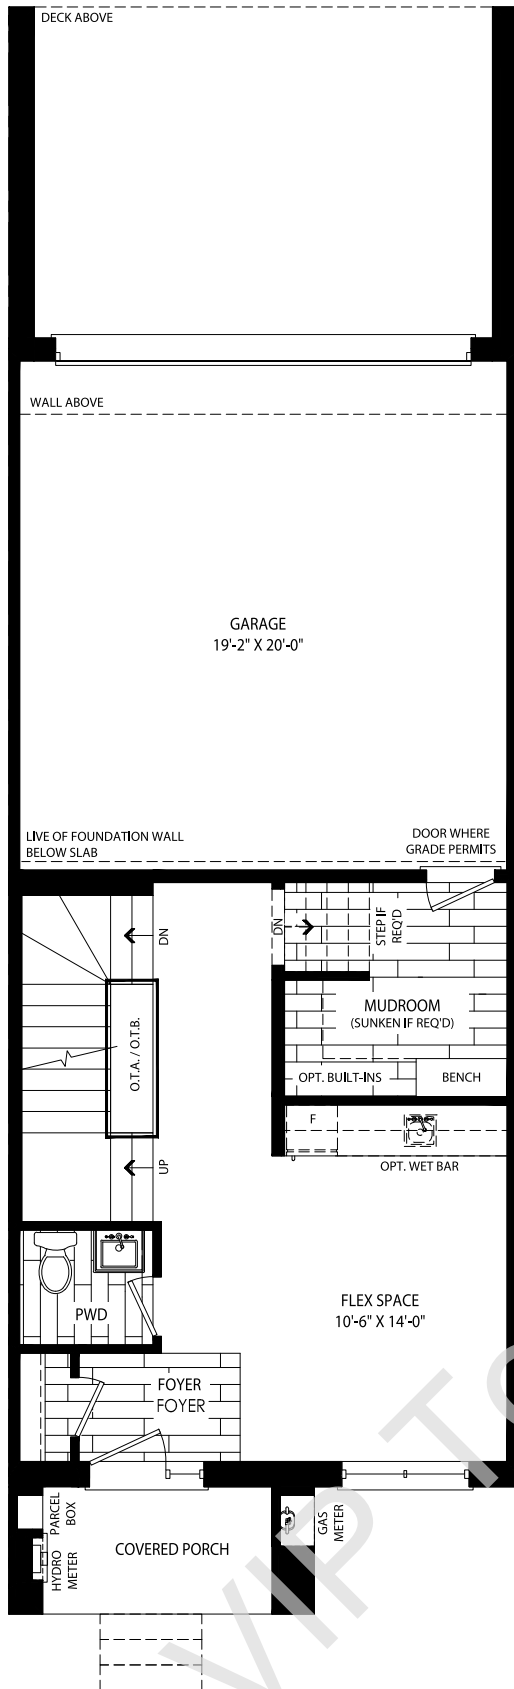 DECK ABOVE
WALL ABOVE
GARAGE
19'-2" X 20'-0"
LIVE OF FOUNDATION WALL
BELOW SLAB
DOOR WHERE
GRADE PERMITS
DN
DN
STEP IF
REQ'D
O.T.A. / O.T.B.
MUDROOM
(SUNKEN IF REQ'D)
OPT. BUILT-INS
BENCH
F
UP
OPT. WET BAR
PWD
FLEX SPACE
10'-6" X 14'-0"
FOYER
FOYER
PARCEL
BOX
HYDRO
METER
COVERED PORCH
GAS
METER
VIP To